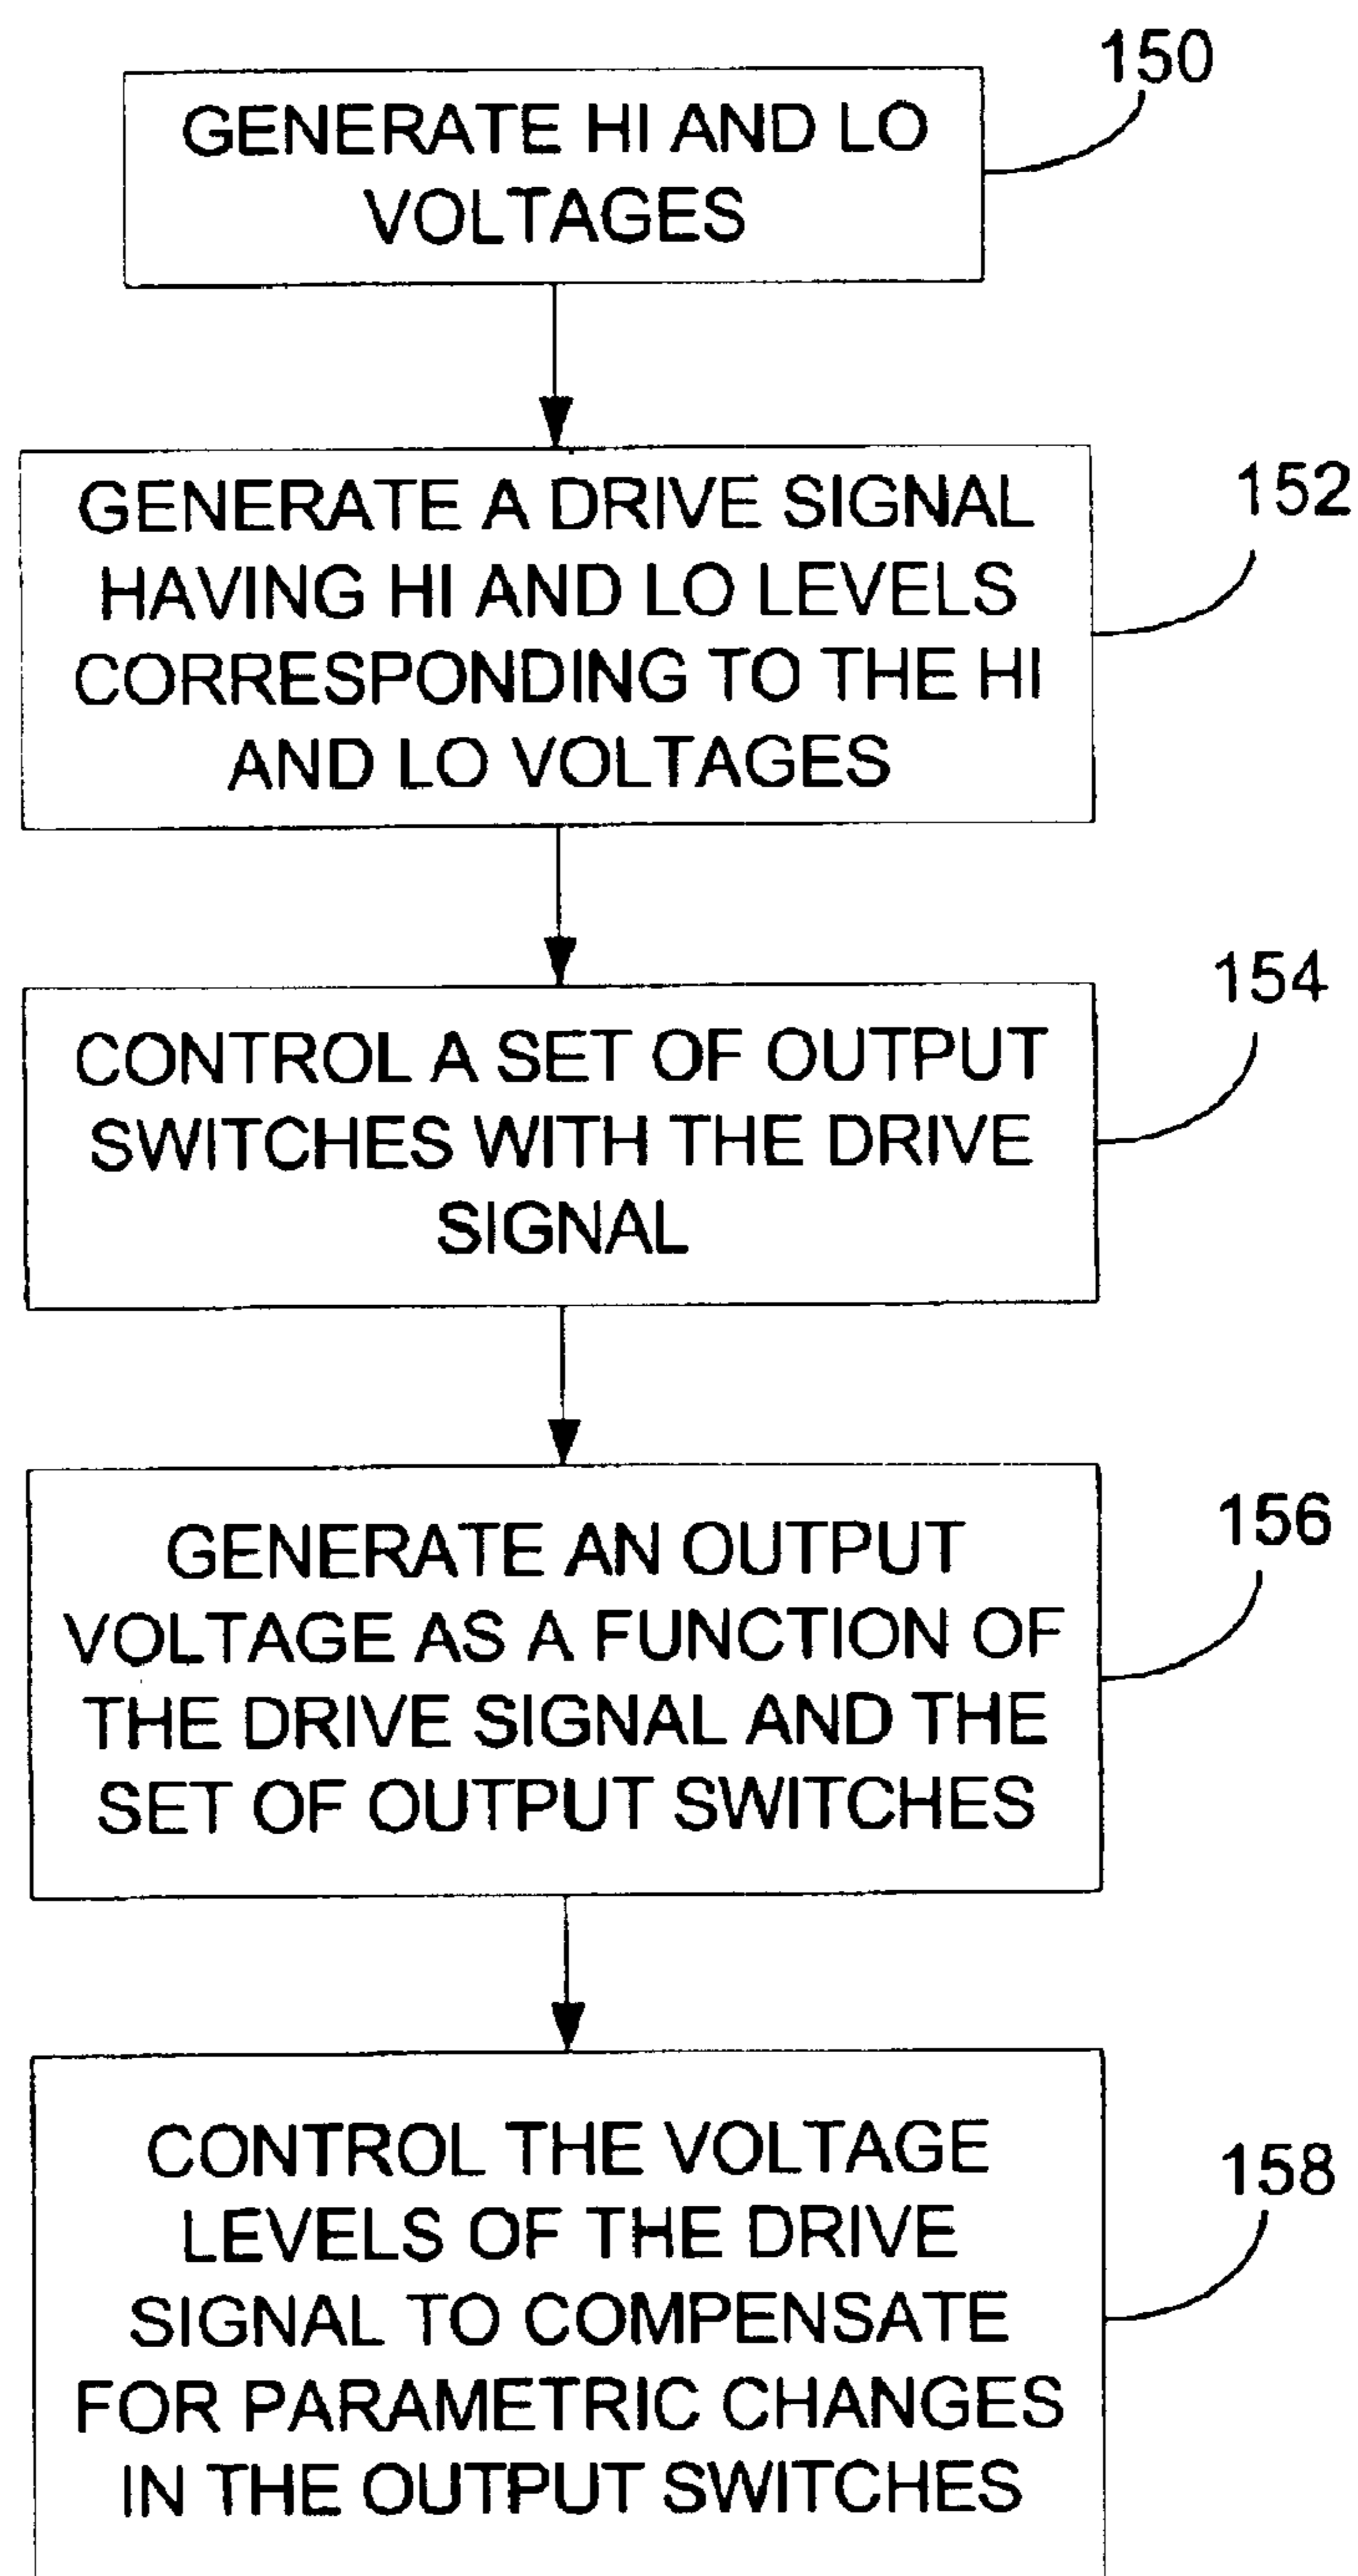 150
GENERATE HI AND LO
VOLTAGES
152
GENERATE A DRIVE SIGNAL
HAVING HI AND LO LEVELS
CORRESPONDING TO THE HI
AND LO VOLTAGES
154
CONTROL A SET OF OUTPUT
SWITCHES WITH THE DRIVE
SIGNAL
156
GENERATE AN OUTPUT
VOLTAGE AS A FUNCTION OF
THE DRIVE SIGNAL AND THE
SET OF OUTPUT SWITCHES
158
CONTROL THE VOLTAGE
LEVELS OF THE DRIVE
SIGNAL TO COMPENSATE
FOR PARAMETRIC CHANGES
IN THE OUTPUT SWITCHES